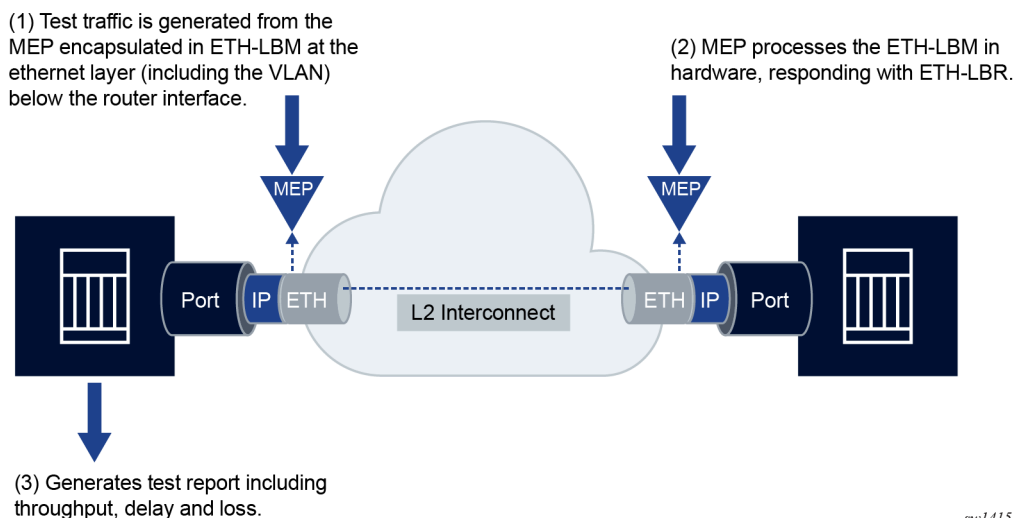 (1) Test traffic is generated from the
MEP encapsulated in ETH-LBM at the
ethernet layer (including the VLAN)
below the router interface.
(2) MEP processes the ETH-LBM in
hardware, responding with ETH-LBR.
MEP
MEP
Port
IP
ETH
L2 Interconnect
ETH
IP
Port
(3) Generates test report including
throughput, delay and loss.